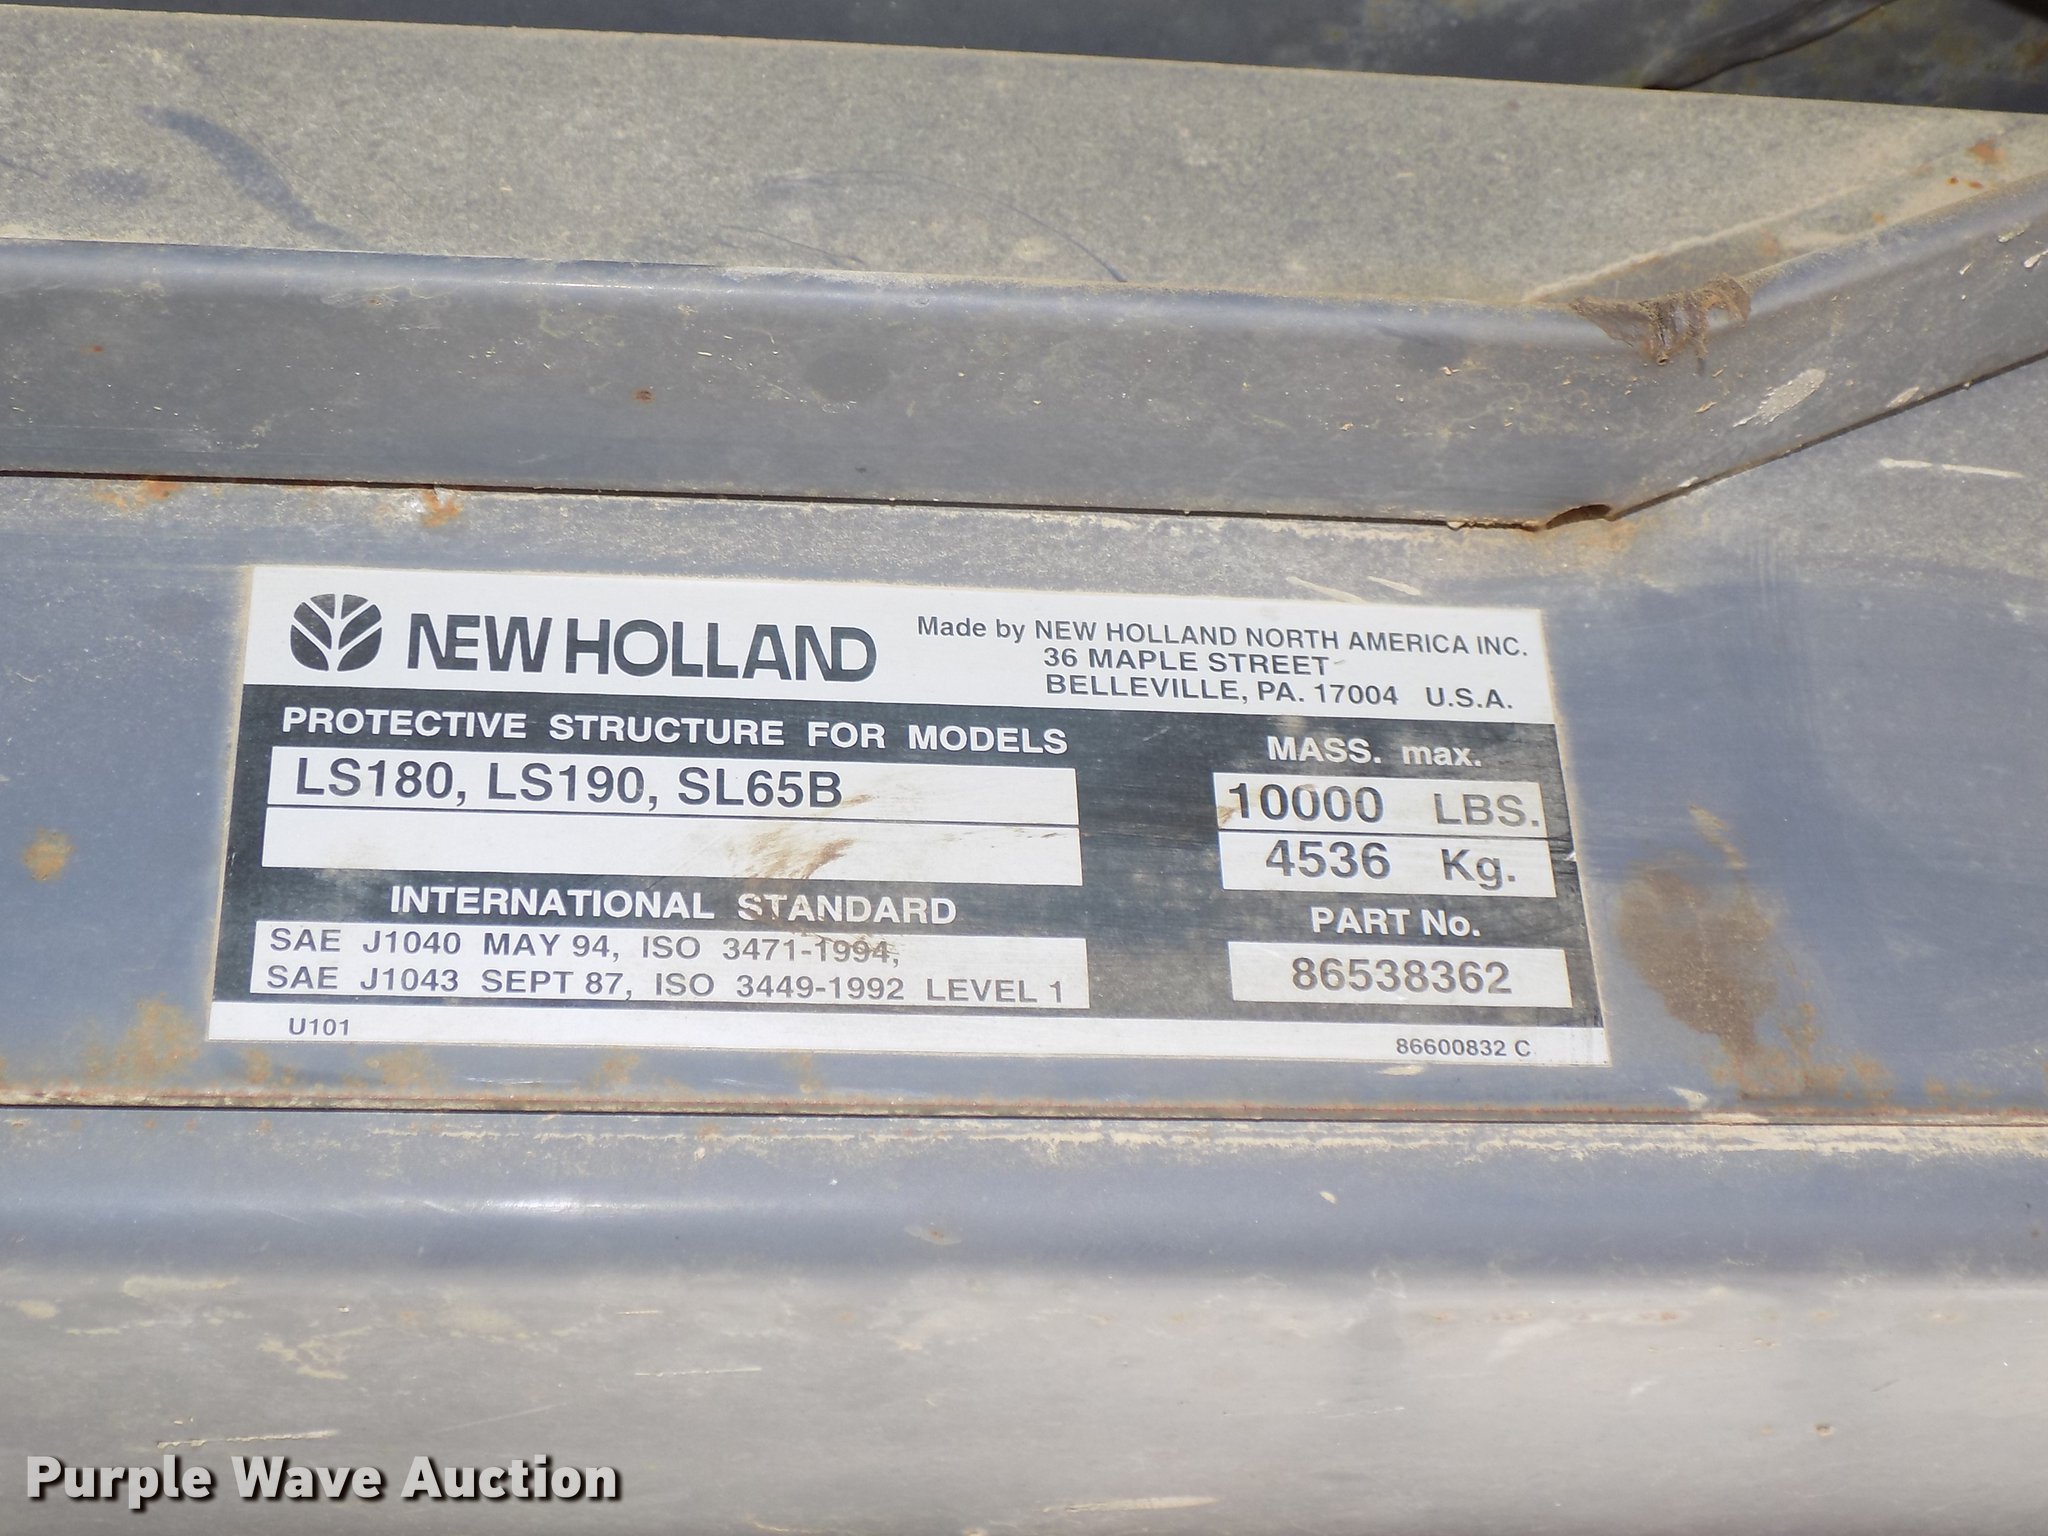 NEW HOLLAND
Made by NEW HOLLAND NORTH AMERICA INC.
36 MAPLE STREET
BELLEVILLE, PA. 17004 U.S.A.
PROTECTIVE STRUCTURE FOR MODELS
LS180, LS190, SL65B
MASS. max.
10000 LBS.
4536 Kg.
INTERNATIONAL STANDARD
SAE J1040 MAY 94, ISO 3471-1994,
SAE J1043 SEPT 87, ISO 3449-1992 LEVEL 1
PART No.
86538362
U101
86600832 C
Purple Wave Auction